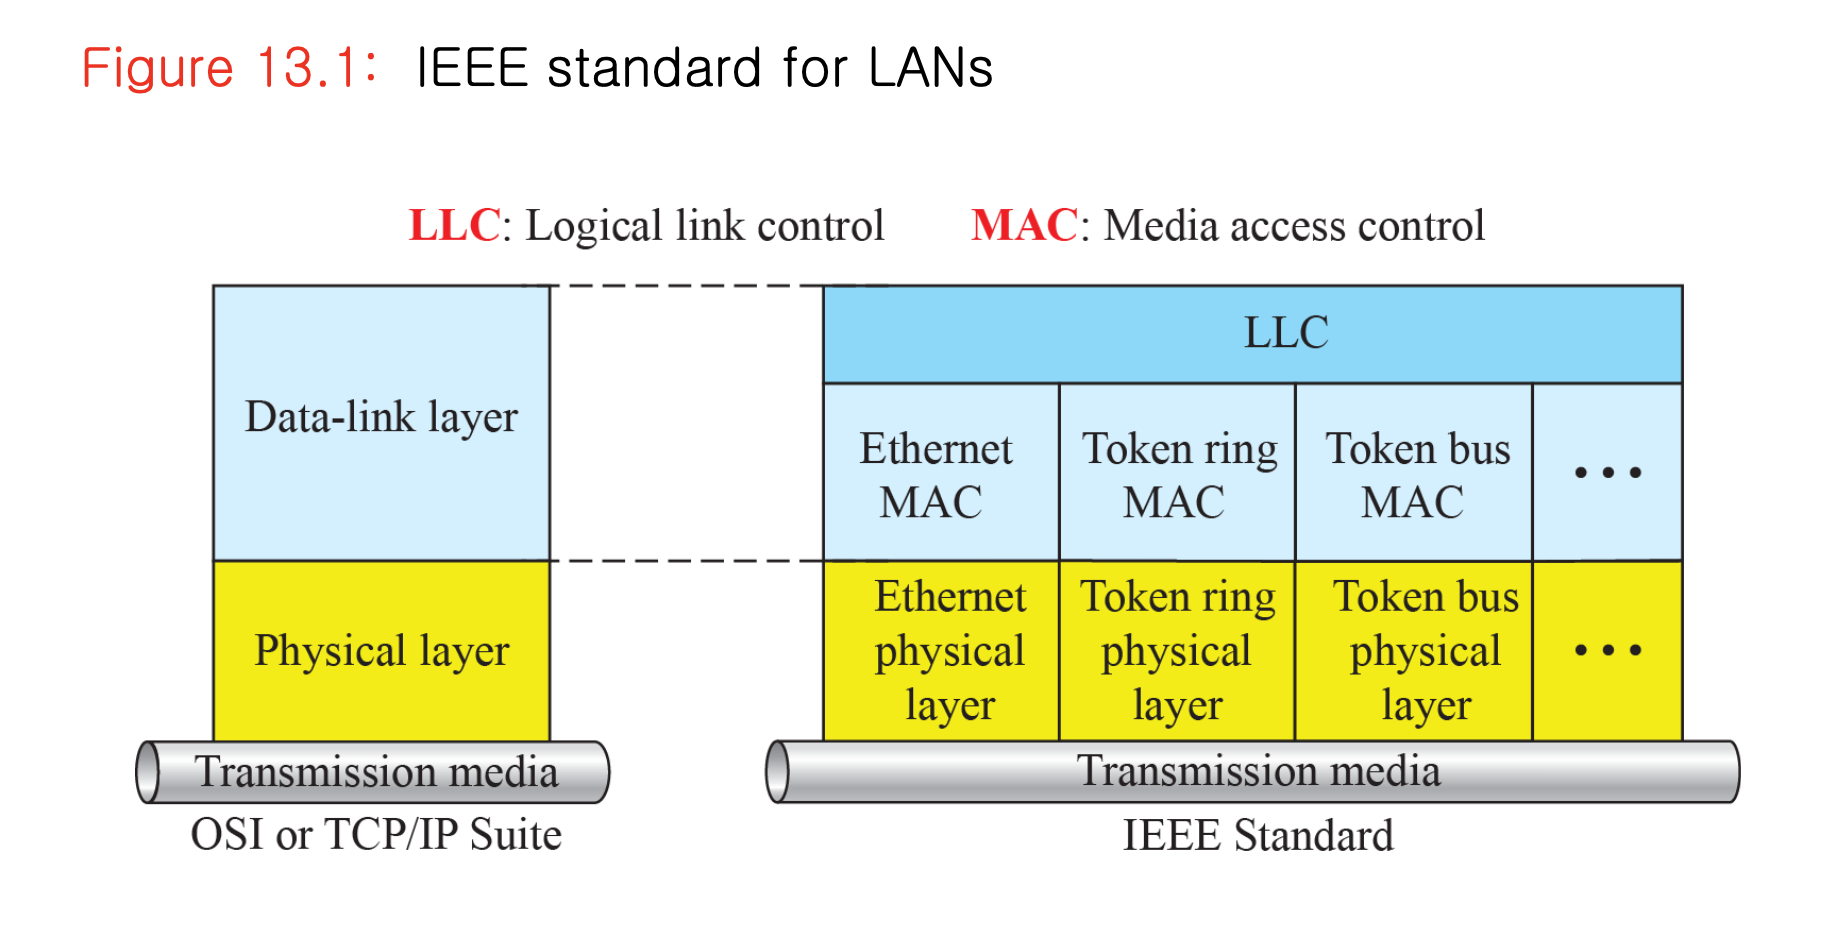 Figure 13.1: IEEE standard for LANs
LLC: Logical link control
MAC: Media access control
Data-link layer
Physical layer
Transmission media
OSI or TCP/IP Suite
LLC
Ethernet
MAC
Token ring
MAC
Token bus
MAC
• • •
Ethernet
physical
layer
Token ring
physical
layer
Token bus
physical
layer
• • •
Transmission media
IEEE Standard